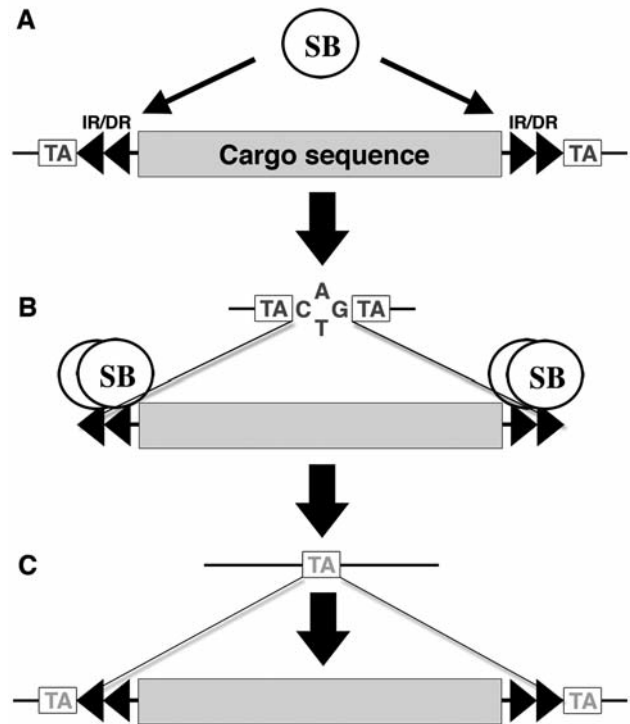 A
SB
IR/DR IR/DR
TA Cargo sequence TA
B
A
TA C G TA
T
SB SB
C
TA
TA TA